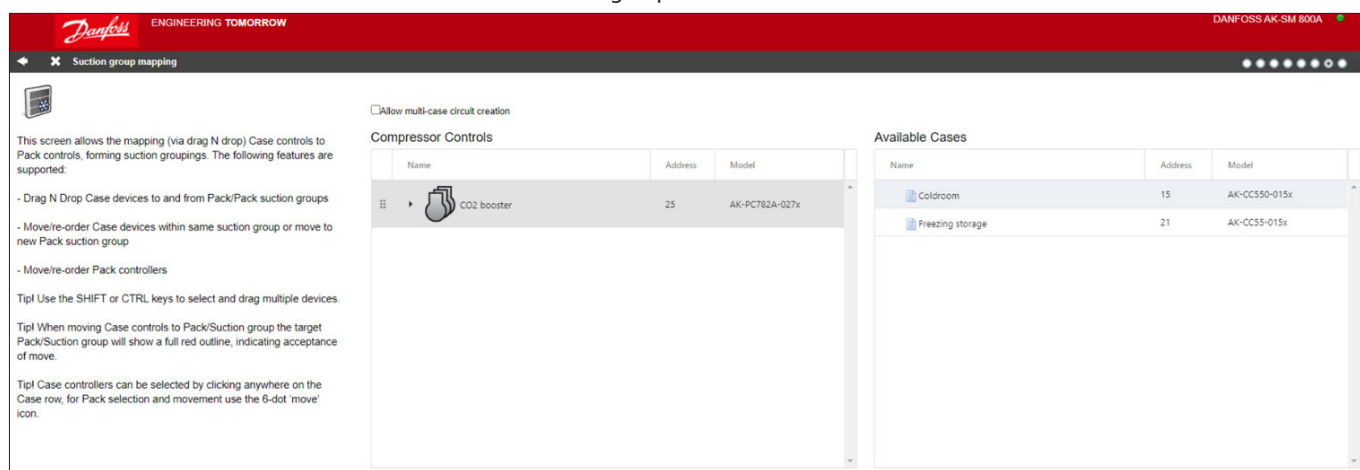 Danfoss
ENGINEERING TOMORROW
DANFOSS AK-SM 800A
Suction group mapping
This screen allows the mapping (via drag N drop) Case controls to
Pack controls, forming suction groupings. The following features are
supported:
- Drag N Drop Case devices to and from Pack/Pack suction groups
- Move/re-order Case devices within same suction group or move to
new Pack suction group
- Move/re-order Pack controllers
Tip! Use the SHIFT or CTRL keys to select and drag multiple devices.
Tip! When moving Case controls to Pack/Suction group the target
Pack/Suction group will show a full red outline, indicating acceptance
of move.
Tip! Case controllers can be selected by clicking anywhere on the
Case row, for Pack selection and movement use the 6-dot 'move'
icon.
Allow multi-case circuit creation
Compressor Controls
Name Address Model
CO2 booster 25 AK-PC782A-027x
Available Cases
Name Address Model
Coldroom 15 AK-CC550-015x
Freezing storage 21 AK-CC55-015x